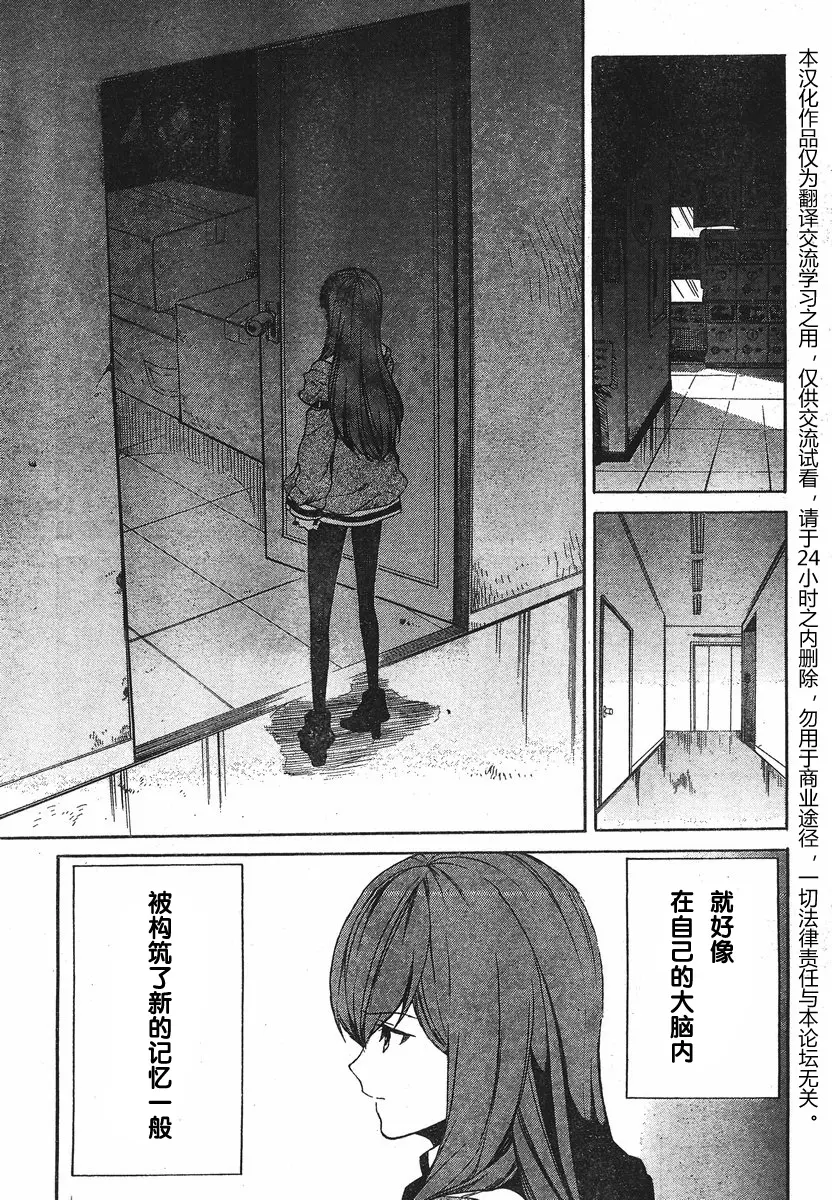 本汉化作品仅为翻译交流学习之用，仅供交流试看，请于24小时之内删除，勿用于商业途径，一切法律责任与本论坛无关。
就好像
在自己的大脑内
被构筑了新的记忆一般